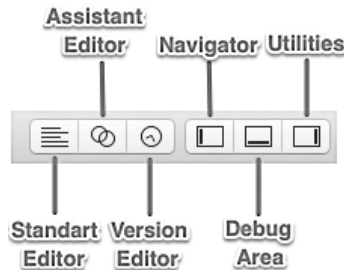 Assistant
Editor
Navigator
Utilities
Standart
Editor
Version
Editor
Debug
Area